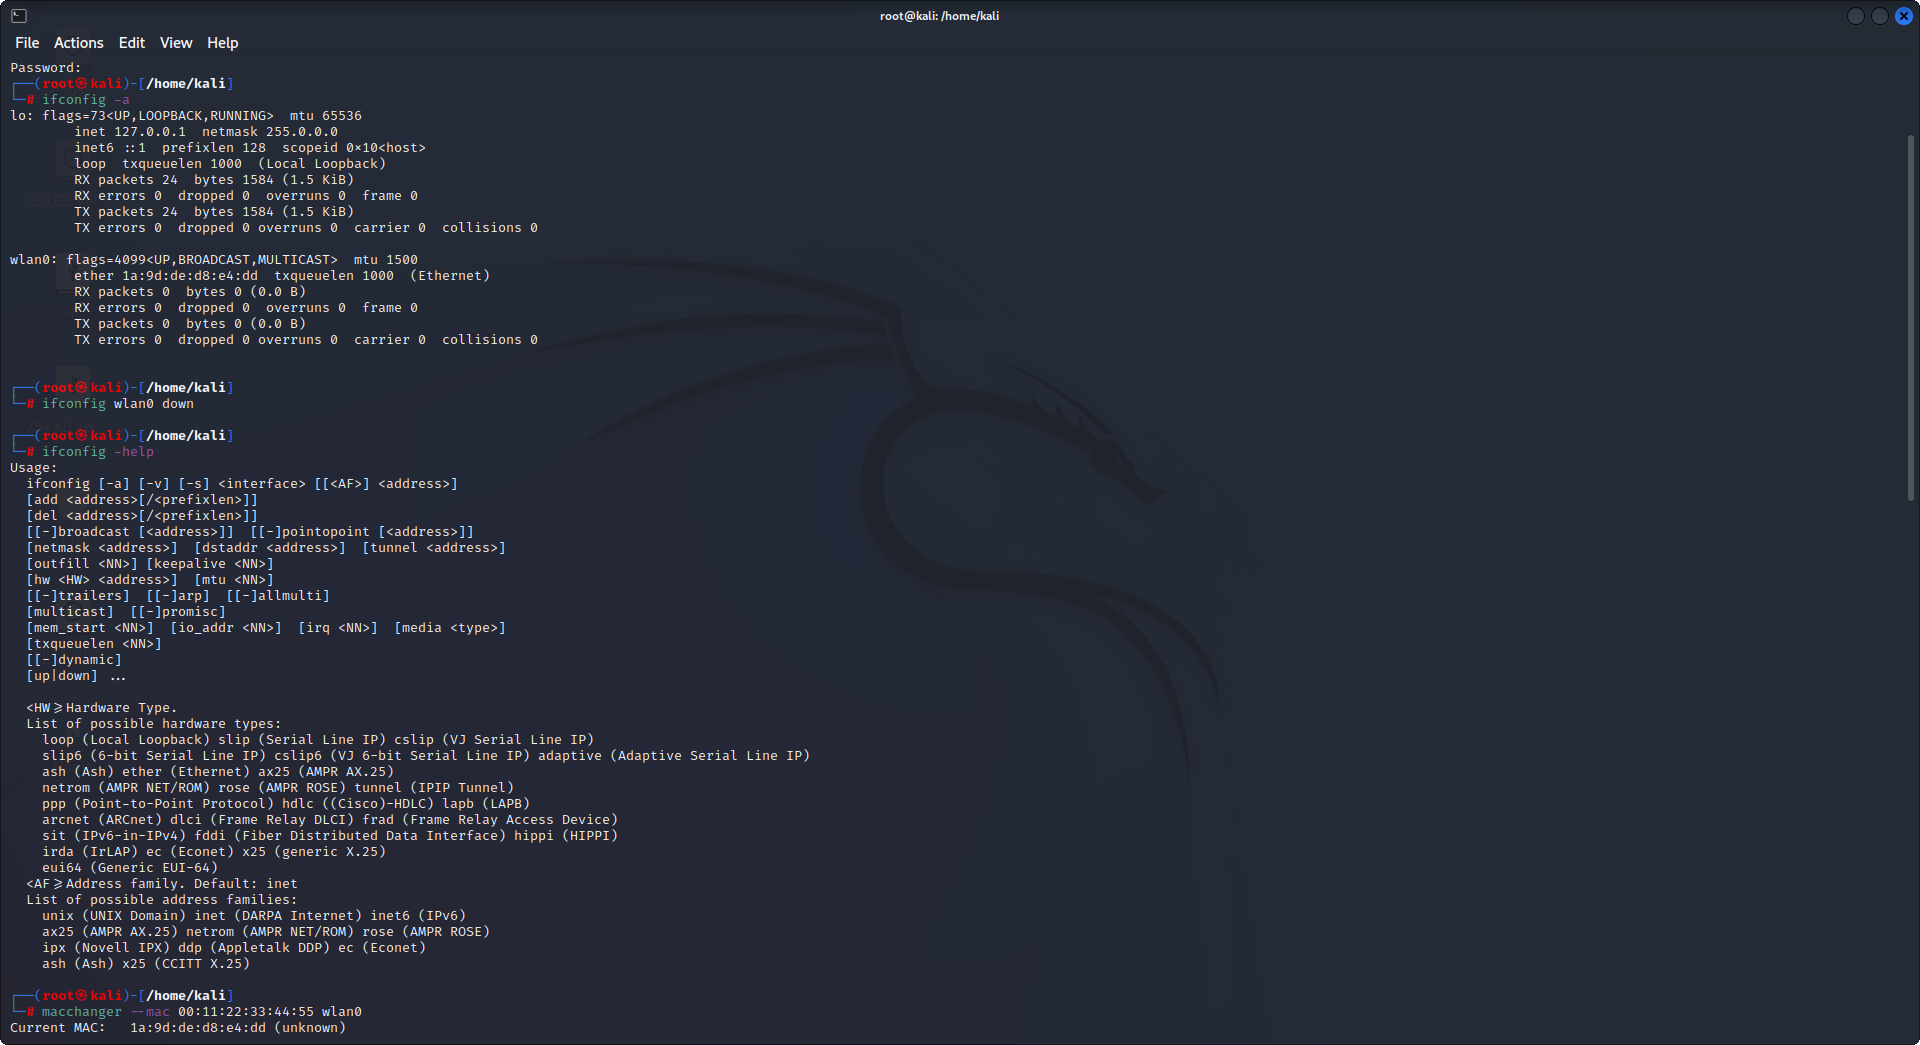 root@kali: /home/kali
File Actions Edit View Help
Password:
┌──(root㉿kali)-[/home/kali]
└─# ifconfig -a
lo: flags=73<UP,LOOPBACK,RUNNING>  mtu 65536
        inet 127.0.0.1  netmask 255.0.0.0
        inet6 ::1  prefixlen 128  scopeid 0×10<host>
        loop  txqueuelen 1000  (Local Loopback)
        RX packets 24  bytes 1584 (1.5 KiB)
        RX errors 0  dropped 0  overruns 0  frame 0
        TX packets 24  bytes 1584 (1.5 KiB)
        TX errors 0  dropped 0 overruns 0  carrier 0  collisions 0

wlan0: flags=4099<UP,BROADCAST,MULTICAST>  mtu 1500
        ether 1a:9d:de:d8:e4:dd  txqueuelen 1000  (Ethernet)
        RX packets 0  bytes 0 (0.0 B)
        RX errors 0  dropped 0  overruns 0  frame 0
        TX packets 0  bytes 0 (0.0 B)
        TX errors 0  dropped 0 overruns 0  carrier 0  collisions 0

┌──(root㉿kali)-[/home/kali]
└─# ifconfig wlan0 down

┌──(root㉿kali)-[/home/kali]
└─# ifconfig -help
Usage:
  ifconfig [-a] [-v] [-s] <interface> [[<AF>] <address>]
  [add <address>[/<prefixlen>]]
  [del <address>[/<prefixlen>]]
  [[-]broadcast [<address>]]  [[-]pointopoint [<address>]]
  [netmask <address>]  [dstaddr <address>]  [tunnel <address>]
  [outfill <NN>] [keepalive <NN>]
  [hw <HW> <address>]  [mtu <NN>]
  [[-]trailers]  [[-]arp]  [[-]allmulti]
  [multicast]  [[-]promisc]
  [mem_start <NN>]  [io_addr <NN>]  [irq <NN>]  [media <type>]
  [txqueuelen <NN>]
  [[-]dynamic]
  [up|down] ...

  <HW>=Hardware Type.
  List of possible hardware types:
    loop (Local Loopback) slip (Serial Line IP) cslip (VJ Serial Line IP)
    slip6 (6-bit Serial Line IP) cslip6 (VJ 6-bit Serial Line IP) adaptive (Adaptive Serial Line IP)
    ash (Ash) ether (Ethernet) ax25 (AMPR AX.25)
    netrom (AMPR NET/ROM) rose (AMPR ROSE) tunnel (IPIP Tunnel)
    ppp (Point-to-Point Protocol) hdlc ((Cisco)-HDLC) lapb (LAPB)
    arcnet (ARCnet) dlci (Frame Relay DLCI) frad (Frame Relay Access Device)
    sit (IPv6-in-IPv4) fddi (Fiber Distributed Data Interface) hippi (HIPPI)
    irda (IrLAP) ec (Econet) x25 (generic X.25)
    eui64 (Generic EUI-64)
  <AF>=Address family. Default: inet
  List of possible address families:
    unix (UNIX Domain) inet (DARPA Internet) inet6 (IPv6)
    ax25 (AMPR AX.25) netrom (AMPR NET/ROM) rose (AMPR ROSE)
    ipx (Novell IPX) ddp (Appletalk DDP) ec (Econet)
    ash (Ash) x25 (CCITT X.25)

┌──(root㉿kali)-[/home/kali]
└─# macchanger --mac 00:11:22:33:44:55 wlan0
Current MAC:   1a:9d:de:d8:e4:dd (unknown)